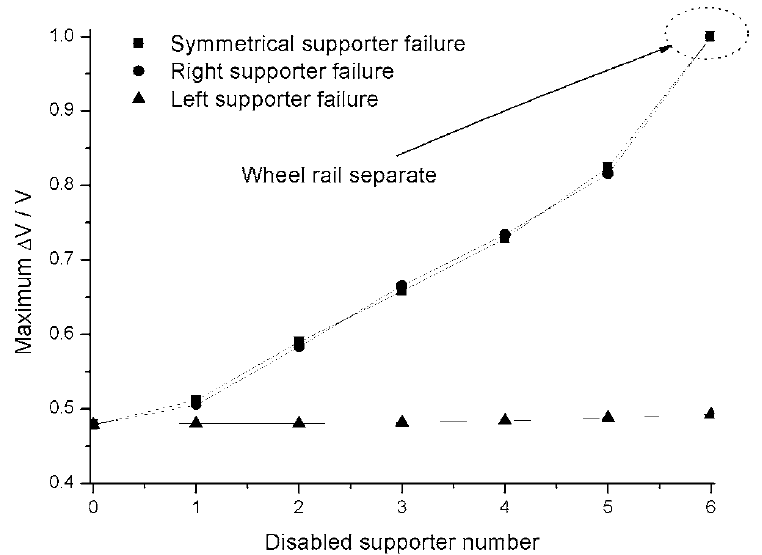 1.0
0.9
0.8
0.7
0.6
0.5
0.4
Maximum ΔV / V
Symmetrical supporter failure
Right supporter failure
Left supporter failure
Wheel rail separate
0 1 2 3 4 5 6
Disabled supporter number